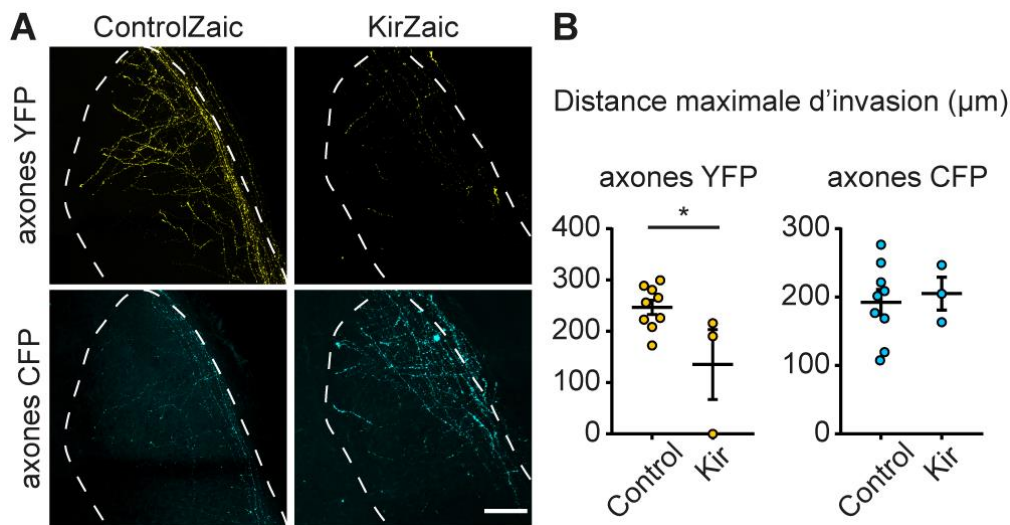 A
ControlZaic
KirZaic
axones YFP
axones CFP
B
Distance maximale d'invasion (µm)
axones YFP
400
300
200
100
0
*
Control
Kir
axones CFP
300
200
100
0
Control
Kir